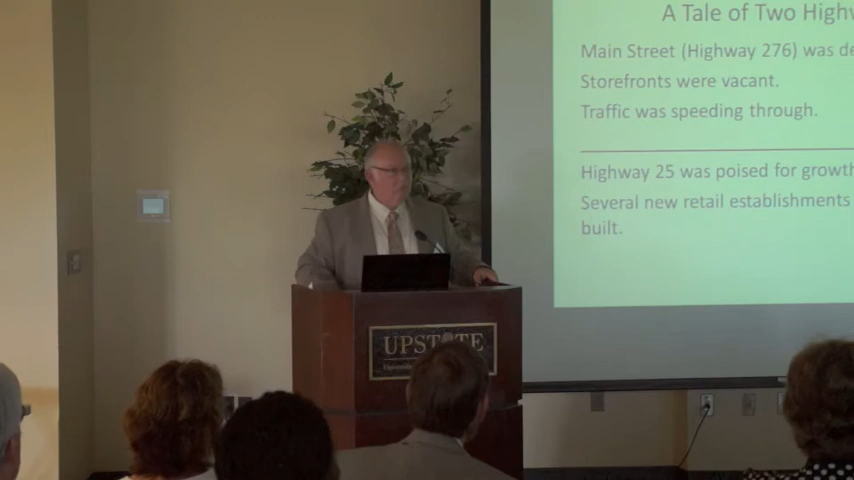 A Tale of Two Highw
Main Street (Highway 276) was de
Storefronts were vacant.
Traffic was speeding through.
Highway 25 was poised for growth
Several new retail establishments
built.
UPSTATE